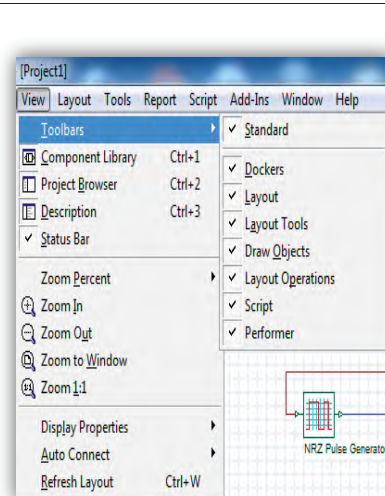 [Project1]
View Layout Tools Report Script Add-Ins Window Help
Toolbars
Component Library Ctrl+1
Project Browser Ctrl+2
Description Ctrl+3
Status Bar
Zoom Percent
Zoom In
Zoom Out
Zoom to Window
Zoom 1:1
Display Properties
Auto Connect
Refresh Layout Ctrl+W
Standard
Dockers
Layout
Layout Tools
Draw Objects
Layout Operations
Script
Performer
NRZ Pulse Generato